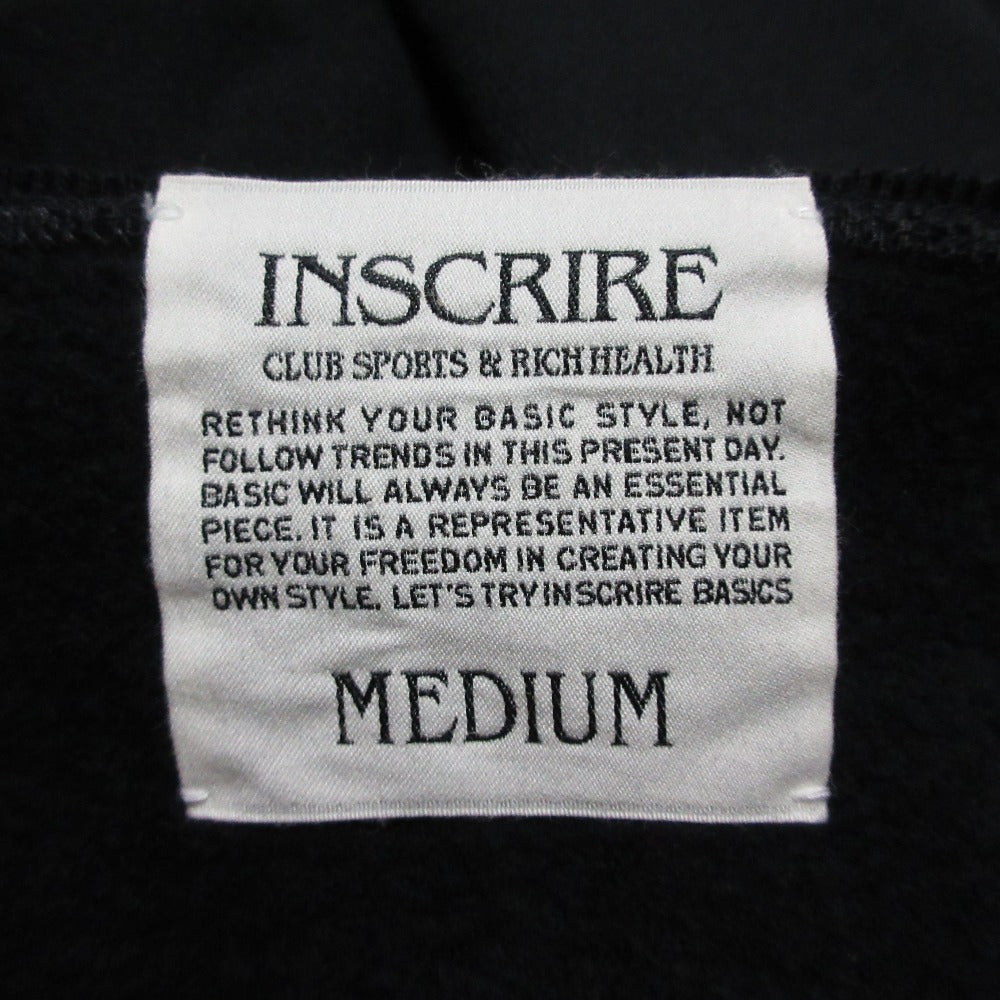 INSCRIRE
CLUB SPORTS & RICH HEALTH
RETHINK YOUR BASIC STYLE, NOT
FOLLOW TRENDS IN THIS PRESENT DAY.
BASIC WILL ALWAYS BE AN ESSENTIAL
PIECE. IT IS A REPRESENTATIVE ITEM
FOR YOUR FREEDOM IN CREATING YOUR
OWN STYLE. LET'S TRY INSCRIRE BASICS
MEDIUM